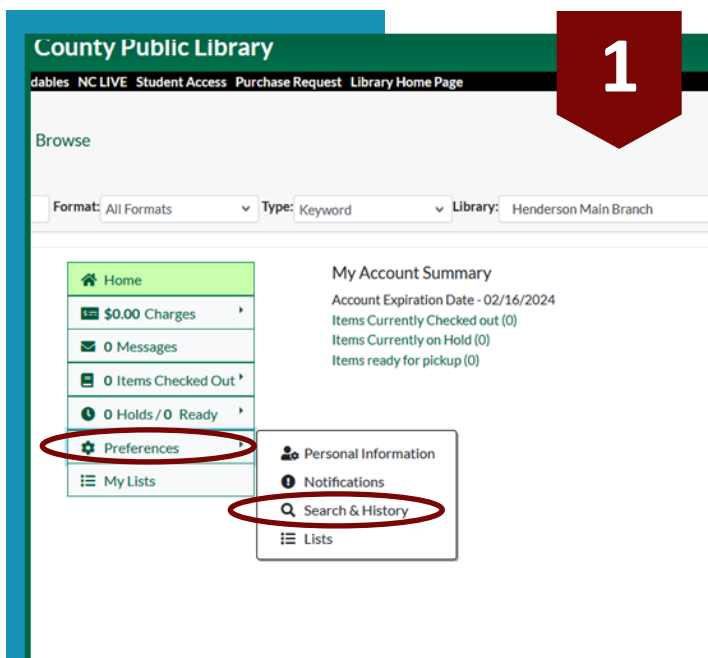 County Public Library
1
dables NC LIVE Student Access Purchase Request Library Home Page
Browse
Format: All Formats Type: Keyword Library: Henderson Main Branch
Home
$0.00 Charges
0 Messages
0 Items Checked Out
0 Holds / 0 Ready
Preferences
My Lists
My Account Summary
Account Expiration Date - 02/16/2024
Items Currently Checked out (0)
Items Currently on Hold (0)
Items ready for pickup (0)
Personal Information
Notifications
Search & History
Lists